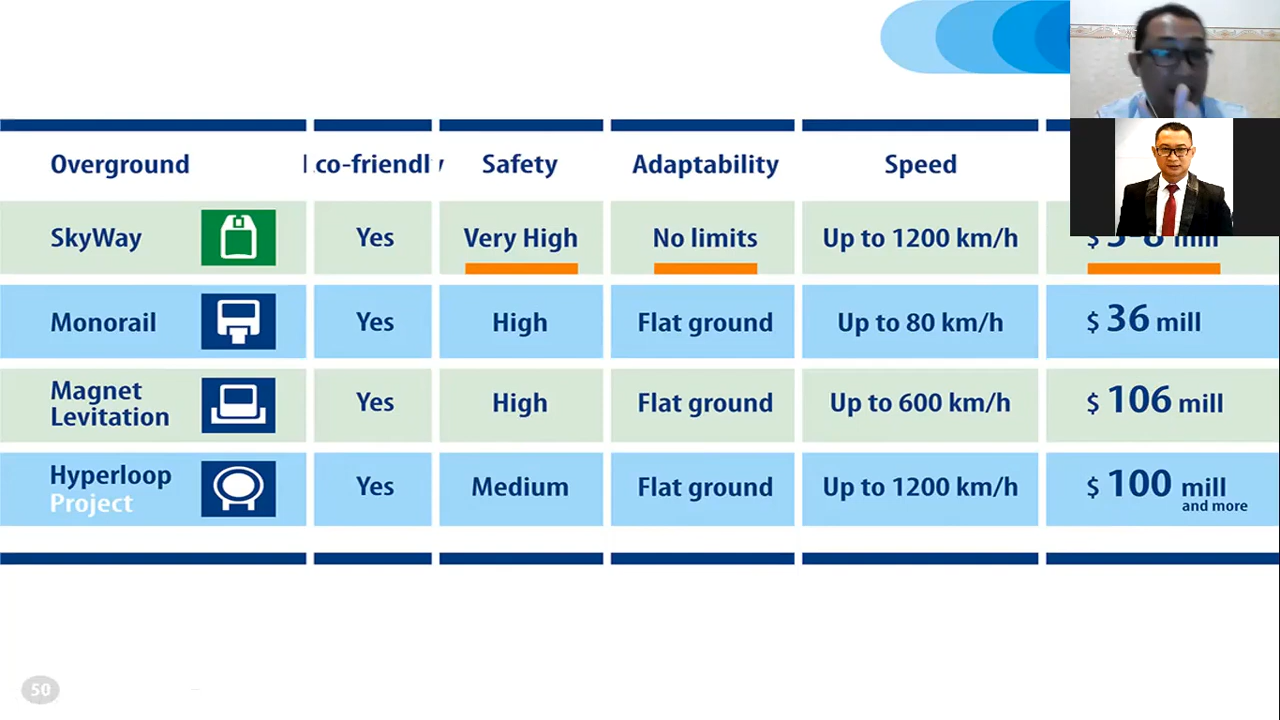 Overground co-friendly Safety Adaptability Speed
SkyWay Yes Very High No limits Up to 1200 km/h $ mill
Monorail Yes High Flat ground Up to 80 km/h $ 36 mill
Magnet
Levitation Yes High Flat ground Up to 600 km/h $ 106 mill
Hyperloop
Project Yes Medium Flat ground Up to 1200 km/h $ 100 mill
and more
50